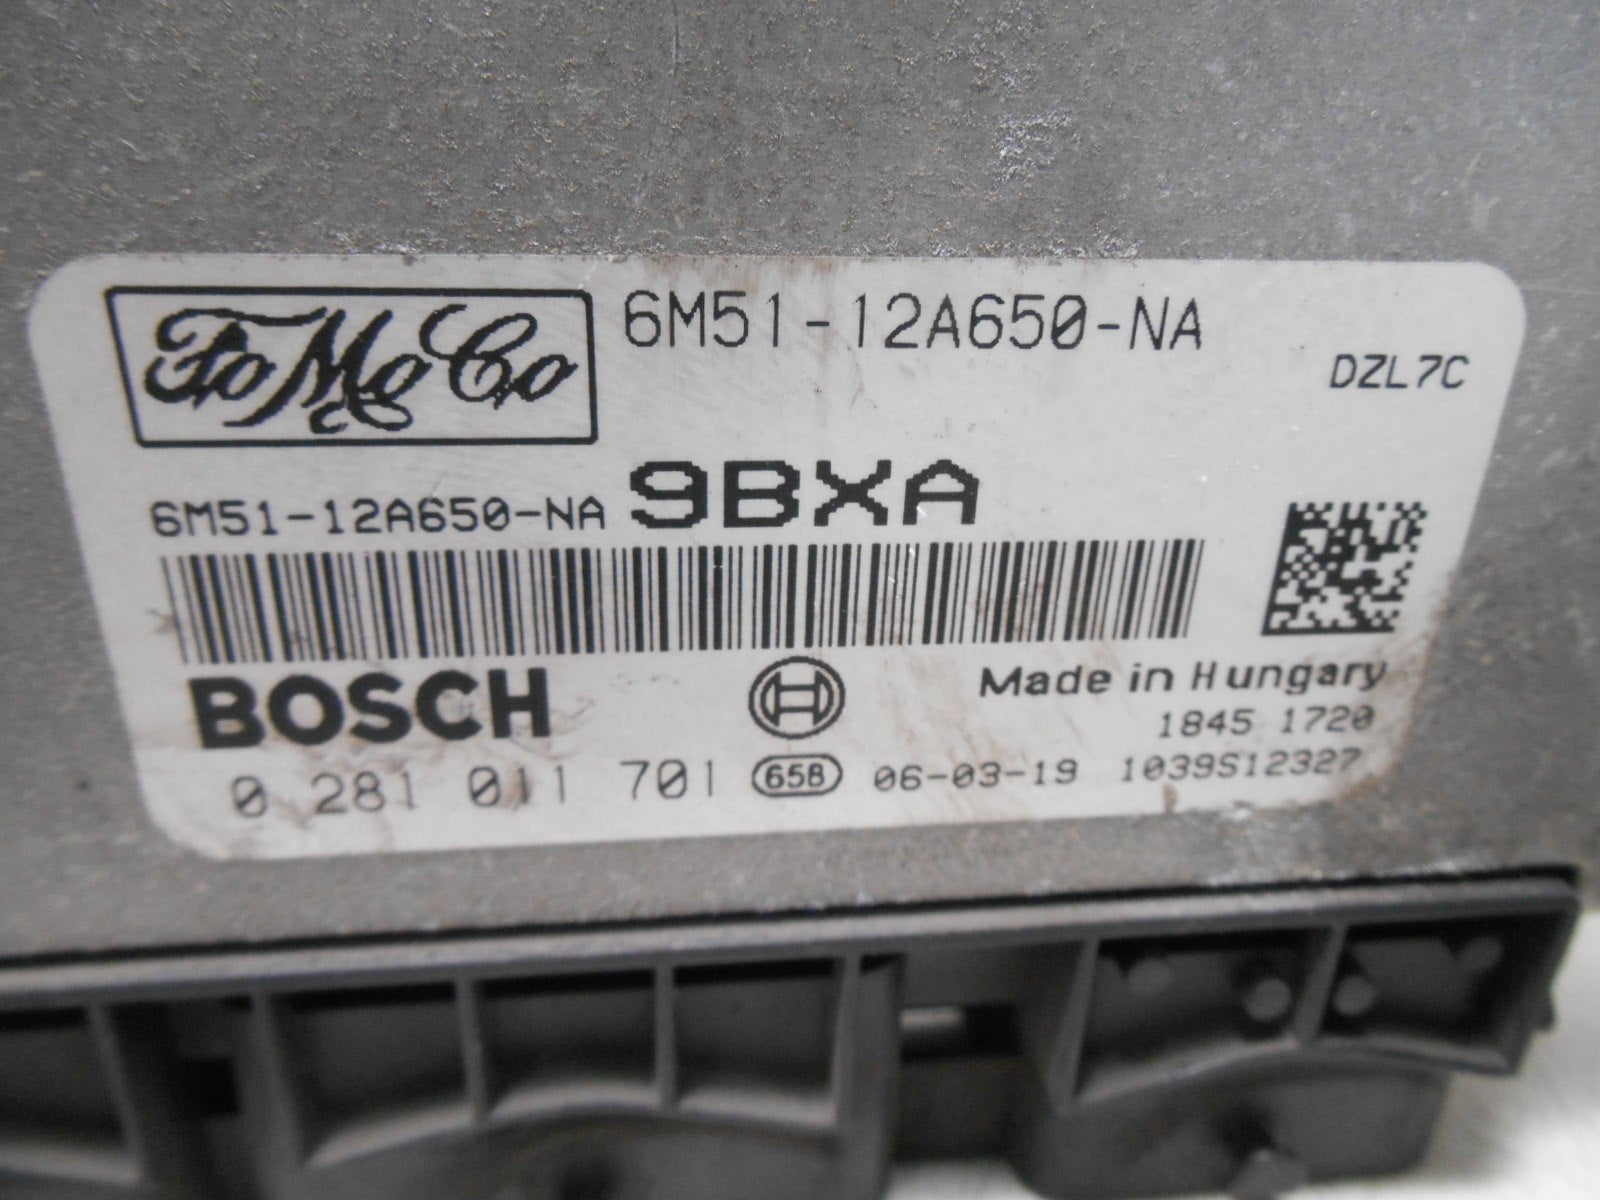 FoMoCo 6M51-12A650-NA
DZL7C
6M51-12A650-NA 9BXA
BOSCH
Made in Hungary
1845 1720
0 281 011 701 65B 06-03-19 1039S12327